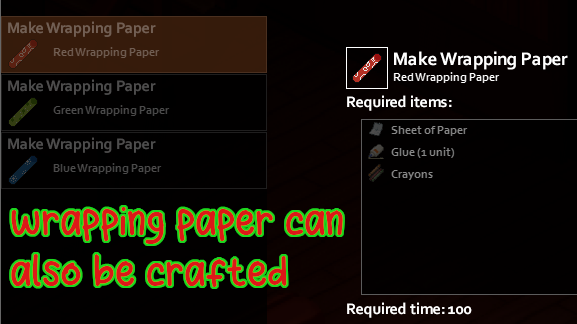 Make Wrapping Paper
Red Wrapping Paper
Make Wrapping Paper
Green Wrapping Paper
Make Wrapping Paper
Blue Wrapping Paper
wrapping paper can
also be crafted
Make Wrapping Paper
Red Wrapping Paper
Required items:
Sheet of Paper
Glue (1 unit)
Crayons
Required time: 100